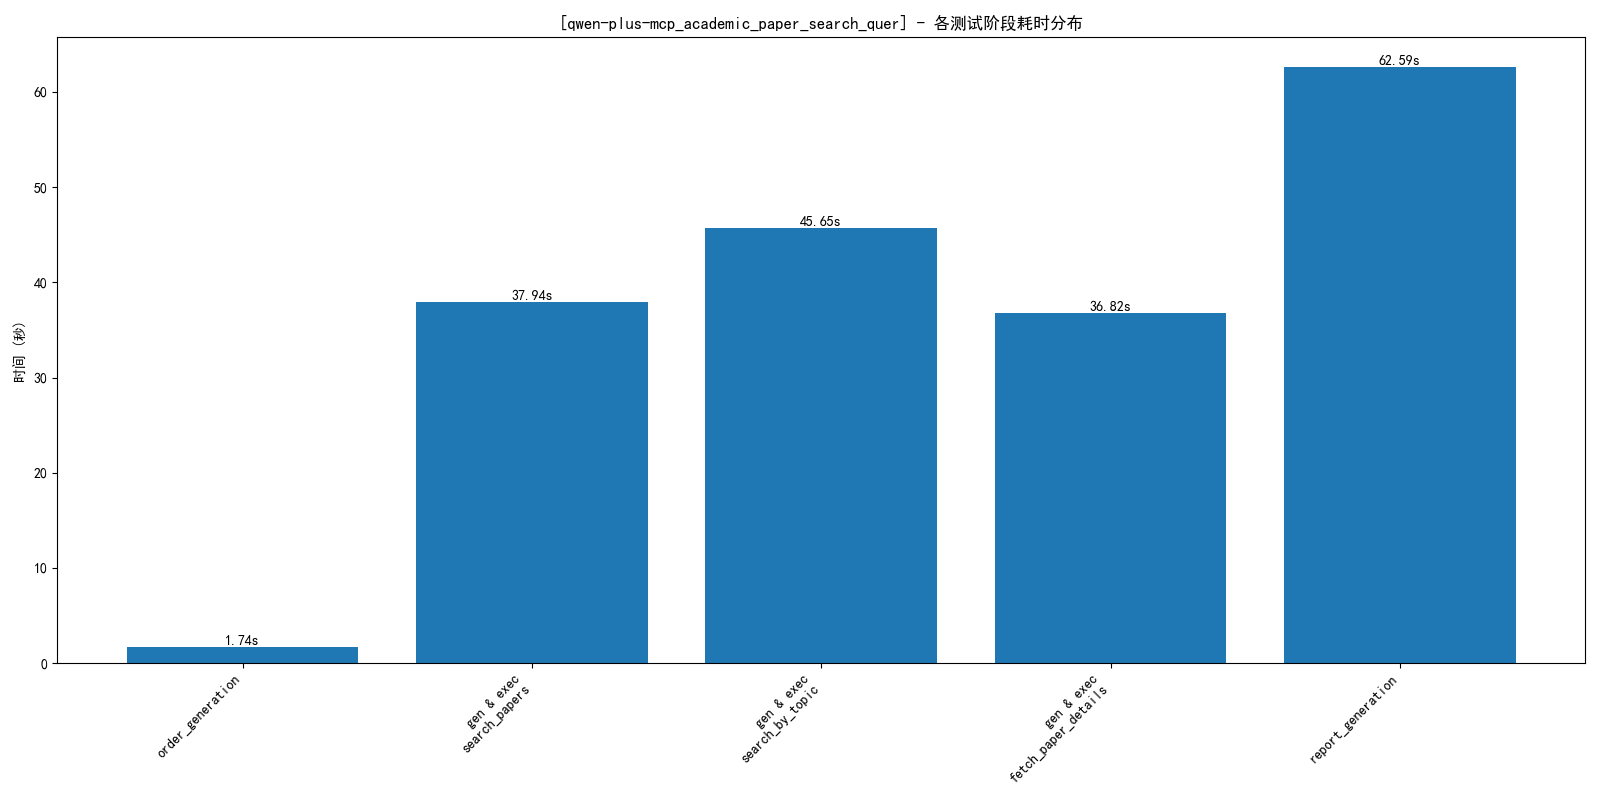 [qwen-plus-mcp_academic_paper_search_quer] - 各测试阶段耗时分布
时间 (秒)
60
50
40
30
20
10
0
1.74s
37.94s
45.65s
36.82s
62.59s
order_generation
gen & exec
search_papers
gen & exec
search_by_topic
gen & exec
fetch_paper_details
report_generation